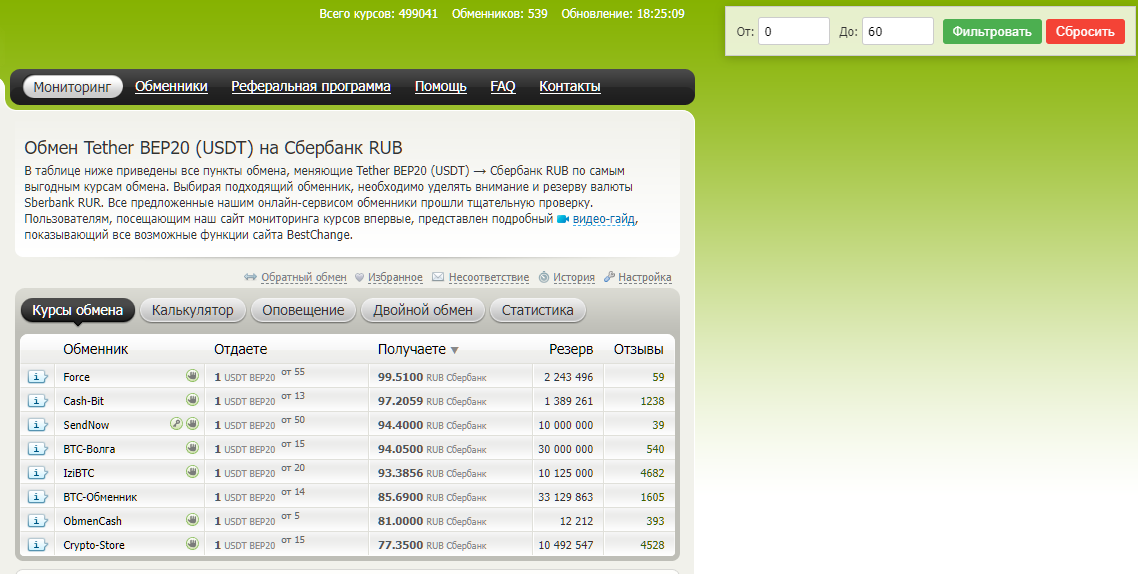 Всего курсов: 499041 Обменников: 539 Обновление: 18:25:09
От: 0 До: 60 Фильтровать Сбросить
Мониторинг Обменники Реферальная программа Помощь FAQ Контакты
Обмен Tether BEP20 (USDT) на Сбербанк RUB
В таблице ниже приведены все пункты обмена, меняющие Tether BEP20 (USDT) → Сбербанк RUB по самым
выгодным курсам обмена. Выбирая подходящий обменник, необходимо уделять внимание и резерву валюты
Sberbank RUR. Все предложенные нашим онлайн-сервисом обменники прошли тщательную проверку.
Пользователям, посещающим наш сайт мониторинга курсов впервые, представлен подробный видео-гайд,
показывающий все возможные функции сайта BestChange.
Обратный обмен Избранное Несоответствие История Настройка
Курсы обмена Калькулятор Оповещение Двойной обмен Статистика
Обменник Отдаете Получаете ▼ Резерв Отзывы
Force 1 USDT BEP20 от 55 99.5100 RUB Сбербанк 2 243 496 59
Cash-Bit 1 USDT BEP20 от 13 97.2059 RUB Сбербанк 1 389 261 1238
SendNow 1 USDT BEP20 от 50 94.4000 RUB Сбербанк 10 000 000 39
BTC-Волга 1 USDT BEP20 от 15 94.0500 RUB Сбербанк 30 000 000 540
IziBTC 1 USDT BEP20 от 20 93.3856 RUB Сбербанк 10 125 000 4682
BTC-Обменник 1 USDT BEP20 от 14 85.6900 RUB Сбербанк 33 129 863 1605
ObmenCash 1 USDT BEP20 от 5 81.0000 RUB Сбербанк 12 212 393
Crypto-Store 1 USDT BEP20 от 15 77.3500 RUB Сбербанк 10 492 547 4528